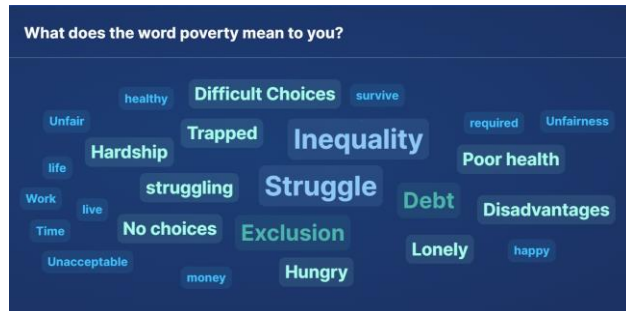 What does the word poverty mean to you?
healthy
Difficult Choices
survive
Unfair
Trapped
Inequality
required
Unfairness
Hardship
Poor health
life
struggling
Struggle
Work
live
Debt
Disadvantages
Time
No choices
Exclusion
Lonely
happy
Unacceptable
money
Hungry